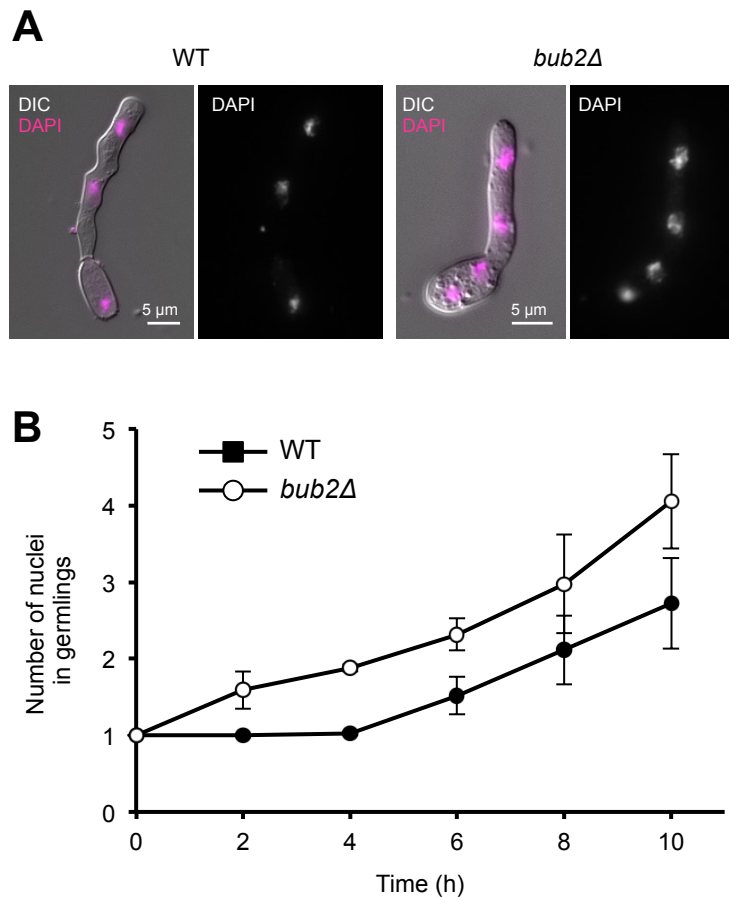 A
WT
bub2Δ
DIC
DAPI
DAPI
DIC
DAPI
DAPI
5 µm
5 µm
B
5
4
3
2
1
0
Number of nuclei
in germlings
WT
bub2Δ
0 2 4 6 8 10
Time (h)